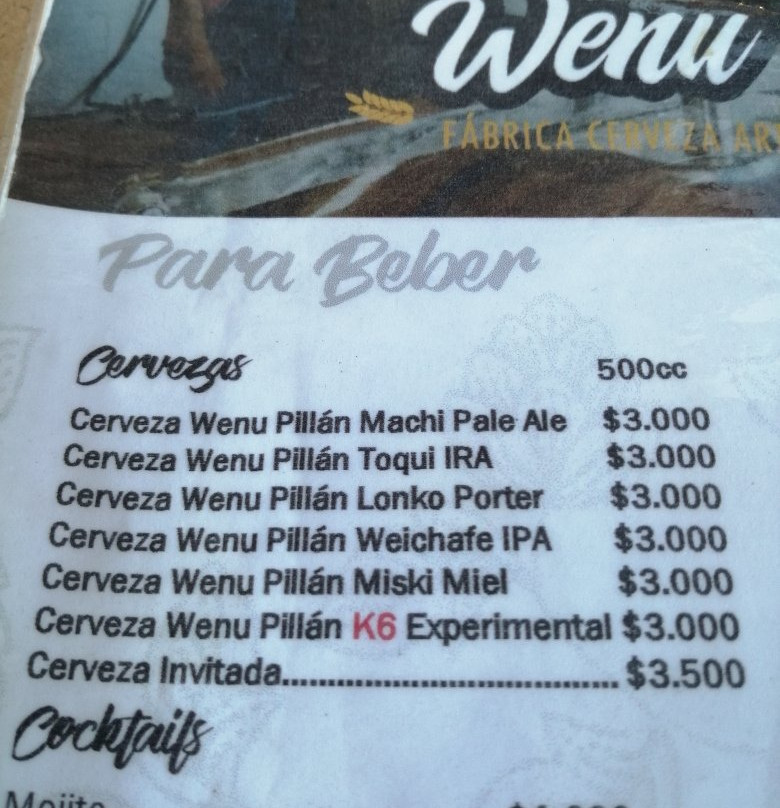 Wenu
FÁBRICA CERVEZA
Para Beber
Cervezas 500cc
Cerveza Wenu Pillán Machi Pale Ale $3.000
Cerveza Wenu Pillán Toqui IRA $3.000
Cerveza Wenu Pillán Lonko Porter $3.000
Cerveza Wenu Pillán Weichafe IPA $3.000
Cerveza Wenu Pillán Miski Miel $3.000
Cerveza Wenu Pillán K6 Experimental $3.000
Cerveza Invitada..................................... $3.500
Cocktails
Mojito